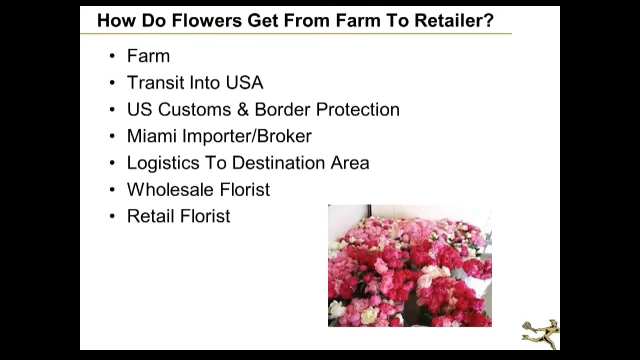 How Do Flowers Get From Farm To Retailer?
• Farm
• Transit Into USA
• US Customs & Border Protection
• Miami Importer/Broker
• Logistics To Destination Area
• Wholesale Florist
• Retail Florist